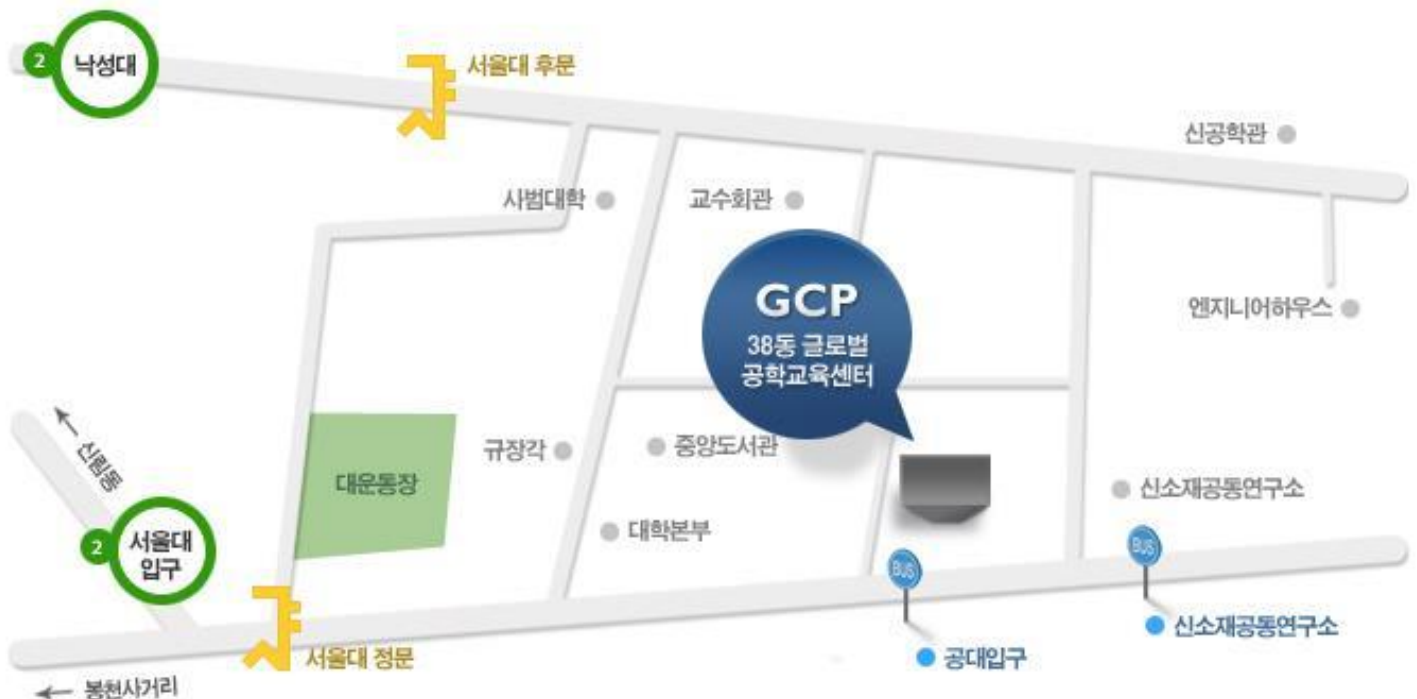 2
낙성대
서울대 후문
신공학관
사범대학
교수회관
GCP
38동 글로벌
공학교육센터
엔지니어하우스
신림동
규장각
중앙도서관
대운동장
신소재공동연구소
2
서울대
입구
대학본부
BUS
BUS
서울대 정문
공대입구
신소재공동연구소
봉천사거리